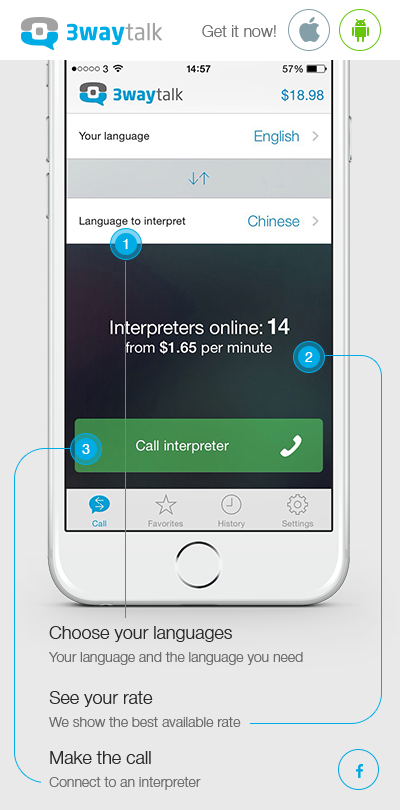 3waytalk
Get it now!
3
14:57
57%
3waytalk
$18.98
Your language
English
Language to interpret
Chinese
1
Interpreters online: 14
from $1.65 per minute
2
3
Call interpreter
Call
Favorites
History
Settings
Choose your languages
Your language and the language you need
See your rate
We show the best available rate
Make the call
Connect to an interpreter
f